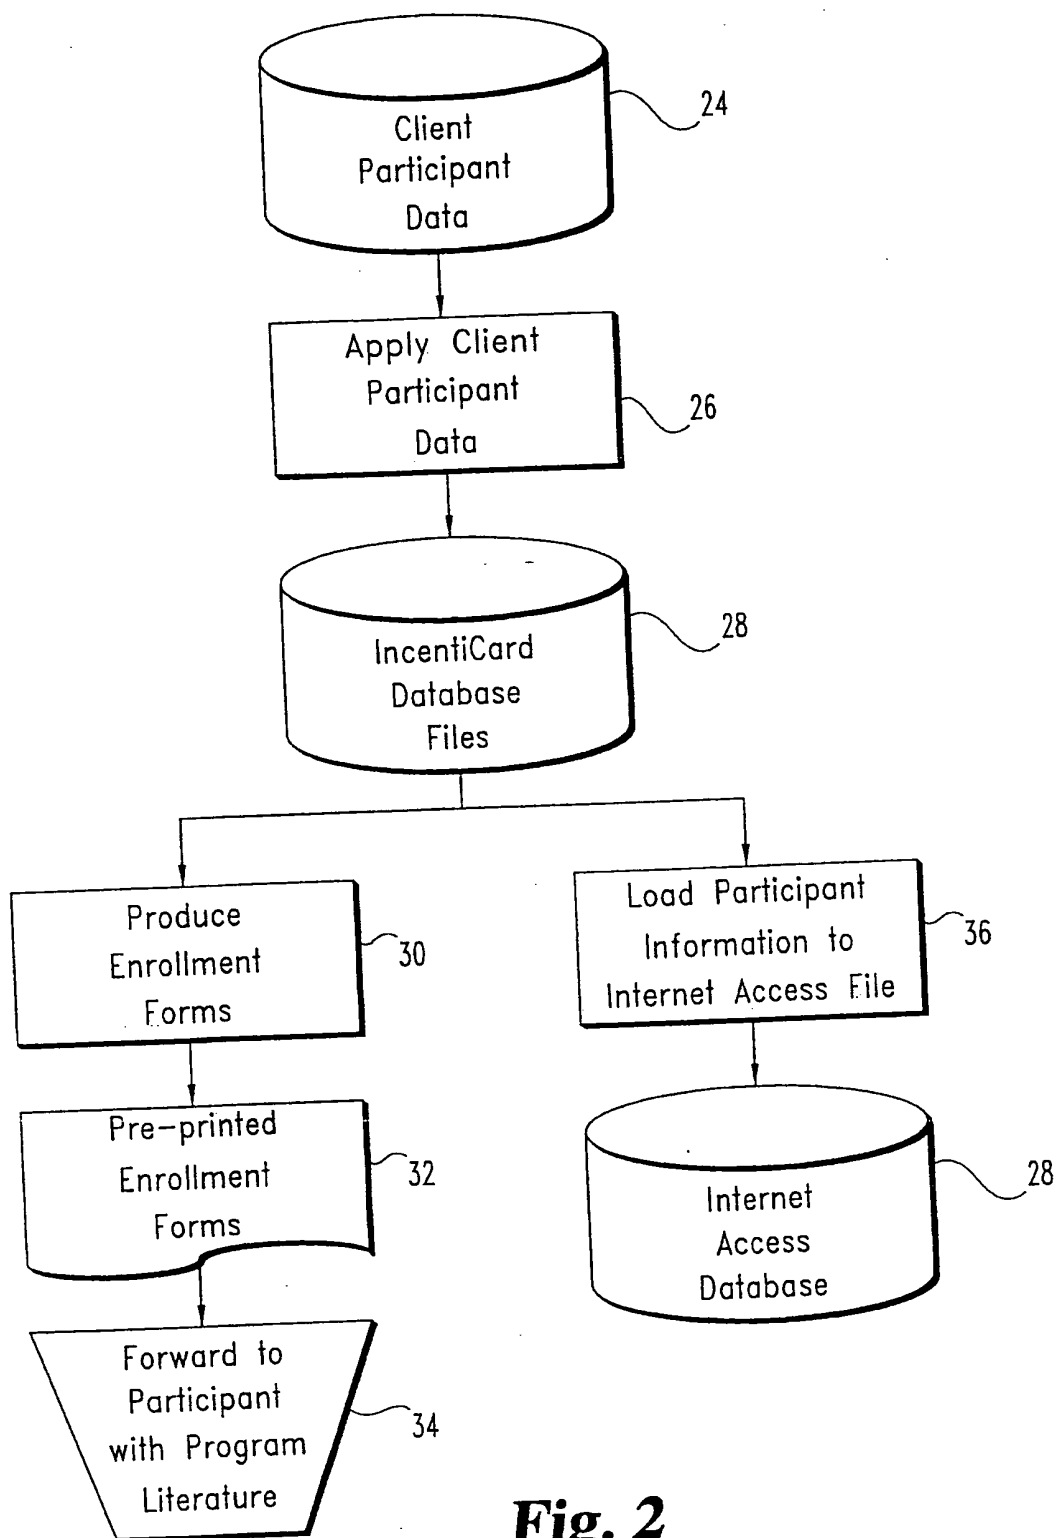 Client
Participant
Data
24
Apply Client
Participant
Data
26
IncentiCard
Database
Files
28
Produce
Enrollment
Forms
30
Load Participant
Information to
Internet Access File
36
Pre-printed
Enrollment
Forms
32
Internet
Access
Database
28
Forward to
Participant
with Program
Literature
34
Fig. 2